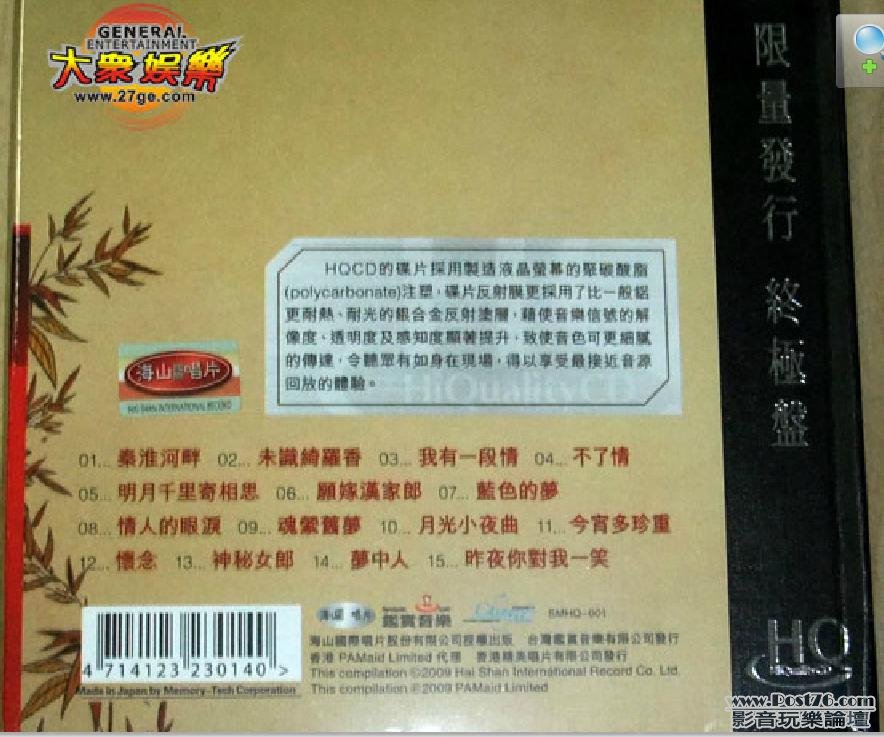 GENERAL
ENTERTAINMENT
大眾娛樂
www.27ge.com
限量發行 終極盤
HQCD的碟片採用製造液晶螢幕的聚碳酸脂
(polycarbonate)注塑，碟片反射膜更採用了比一般鋁
更耐熱、耐光的銀合金反射塗層，藉使音樂信號的解
像度、透明度及感知度顯著提升，致使音色可更細膩
的傳達，令聽眾有如身在現場，得以享受最接近音源
回放的體驗。
HiQualityCD
海山唱片
HAI SHAN INTERNATIONAL RECORD
01... 秦淮河畔 02... 未識綺羅香 03... 我有一段情 04... 不了情
05... 明月千里寄相思 06... 願嫁漢家郎 07... 藍色的夢
08... 情人的眼淚 09... 魂縈舊夢 10... 月光小夜曲 11... 今宵多珍重
12... 懷念 13... 神秘女郎 14... 夢中人 15... 昨夜你對我一笑
4 714123 230140 >
Made in Japan by Memory-Tech Corporation
鑑賞音樂
SMHQ-001
海山國際唱片股份有限公司授權出版 台灣鑑賞音樂有限公司發行
香港 PAMaid Limited 代理 香港精美唱片有限公司發行
This compilation ©2009 Hai Shan International Record Co. Ltd.
This compilation ℗2009 PAMaid Limited
HQ
www.Post76.com
影音玩樂論壇